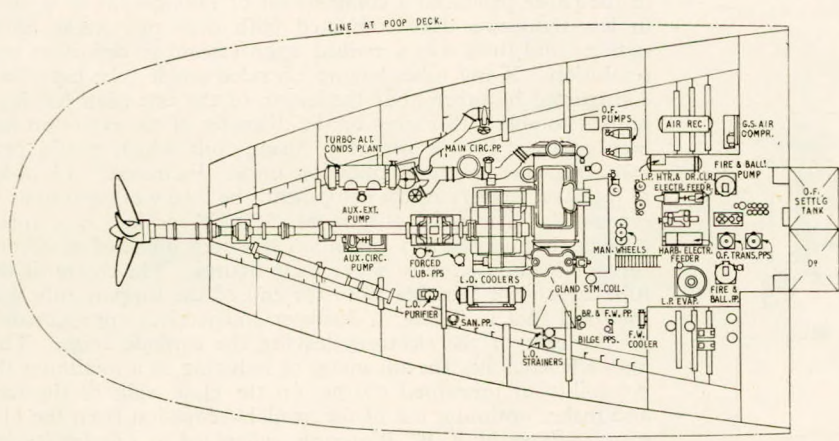 LINE AT POOP DECK.
O.F.
PUMPS
AIR REC.
G.S. AIR
COMPR.
TURBO-ALT.
CONDS PLANT
MAIN CIRC. PP.
L.P. HTR. & DR. CLR.
FIRE & BALL!
PUMP
ELECTR. FEEDR.
O.F.
SETTLG
TANK
AUX. EXT.
PUMP
MAN. WHEELS
HARB. ELECTR.
FEEDER
O.F. TRANS. PPS.
AUX. CIRC.
PUMP
FORCED
LUB. PPS
Do
L.O. COOLERS
GLAND STM. COLL.
FIRE &
BALL. PP.
L.P. EVAP.
L.O.
PURIFIER
SAN. PP.
BR. & F.W. PP.
BILGE PPS.
F.W.
COOLER
L.O.
STRAINERS